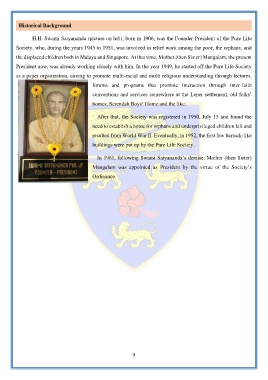 Historical Background
H.H. Swami Satyananda (picture on left), born in 1909, was the Founder-President of the Pure Life
Society, who, during the years 1945 to 1951, was involved in relief work among the poor, the orphans, and
the displaced children both in Malaya and Singapore. At that time, Mother (then Sister) Mangalam, the present
President now, was already working closely with him. In the year 1949, he started off the Pure Life Society
as a paper organization, aiming to promote multi-racial and multi religious understanding through lectures,
forums and programs that promote interaction through inter-faith
conventions and services somewhere at the Leper settlement, old folks'
homes, Serendah Boys' Home and the like.
After that, the Society was registered in 1950, July 15 and found the
need to establish a home for orphans and underprivileged children left and
resulted from World War II. Eventually, in 1952, the first few barrack-like
buildings were put up by the Pure Life Society.
In 1961, following Swami Satyananda's demise, Mother (then Sister)
Mangalam was appointed as President by the virtue of the Society's
Ordinance.
SWAMI SATYANANDA PJK. JP
FOUNDER - PRESIDENT
9